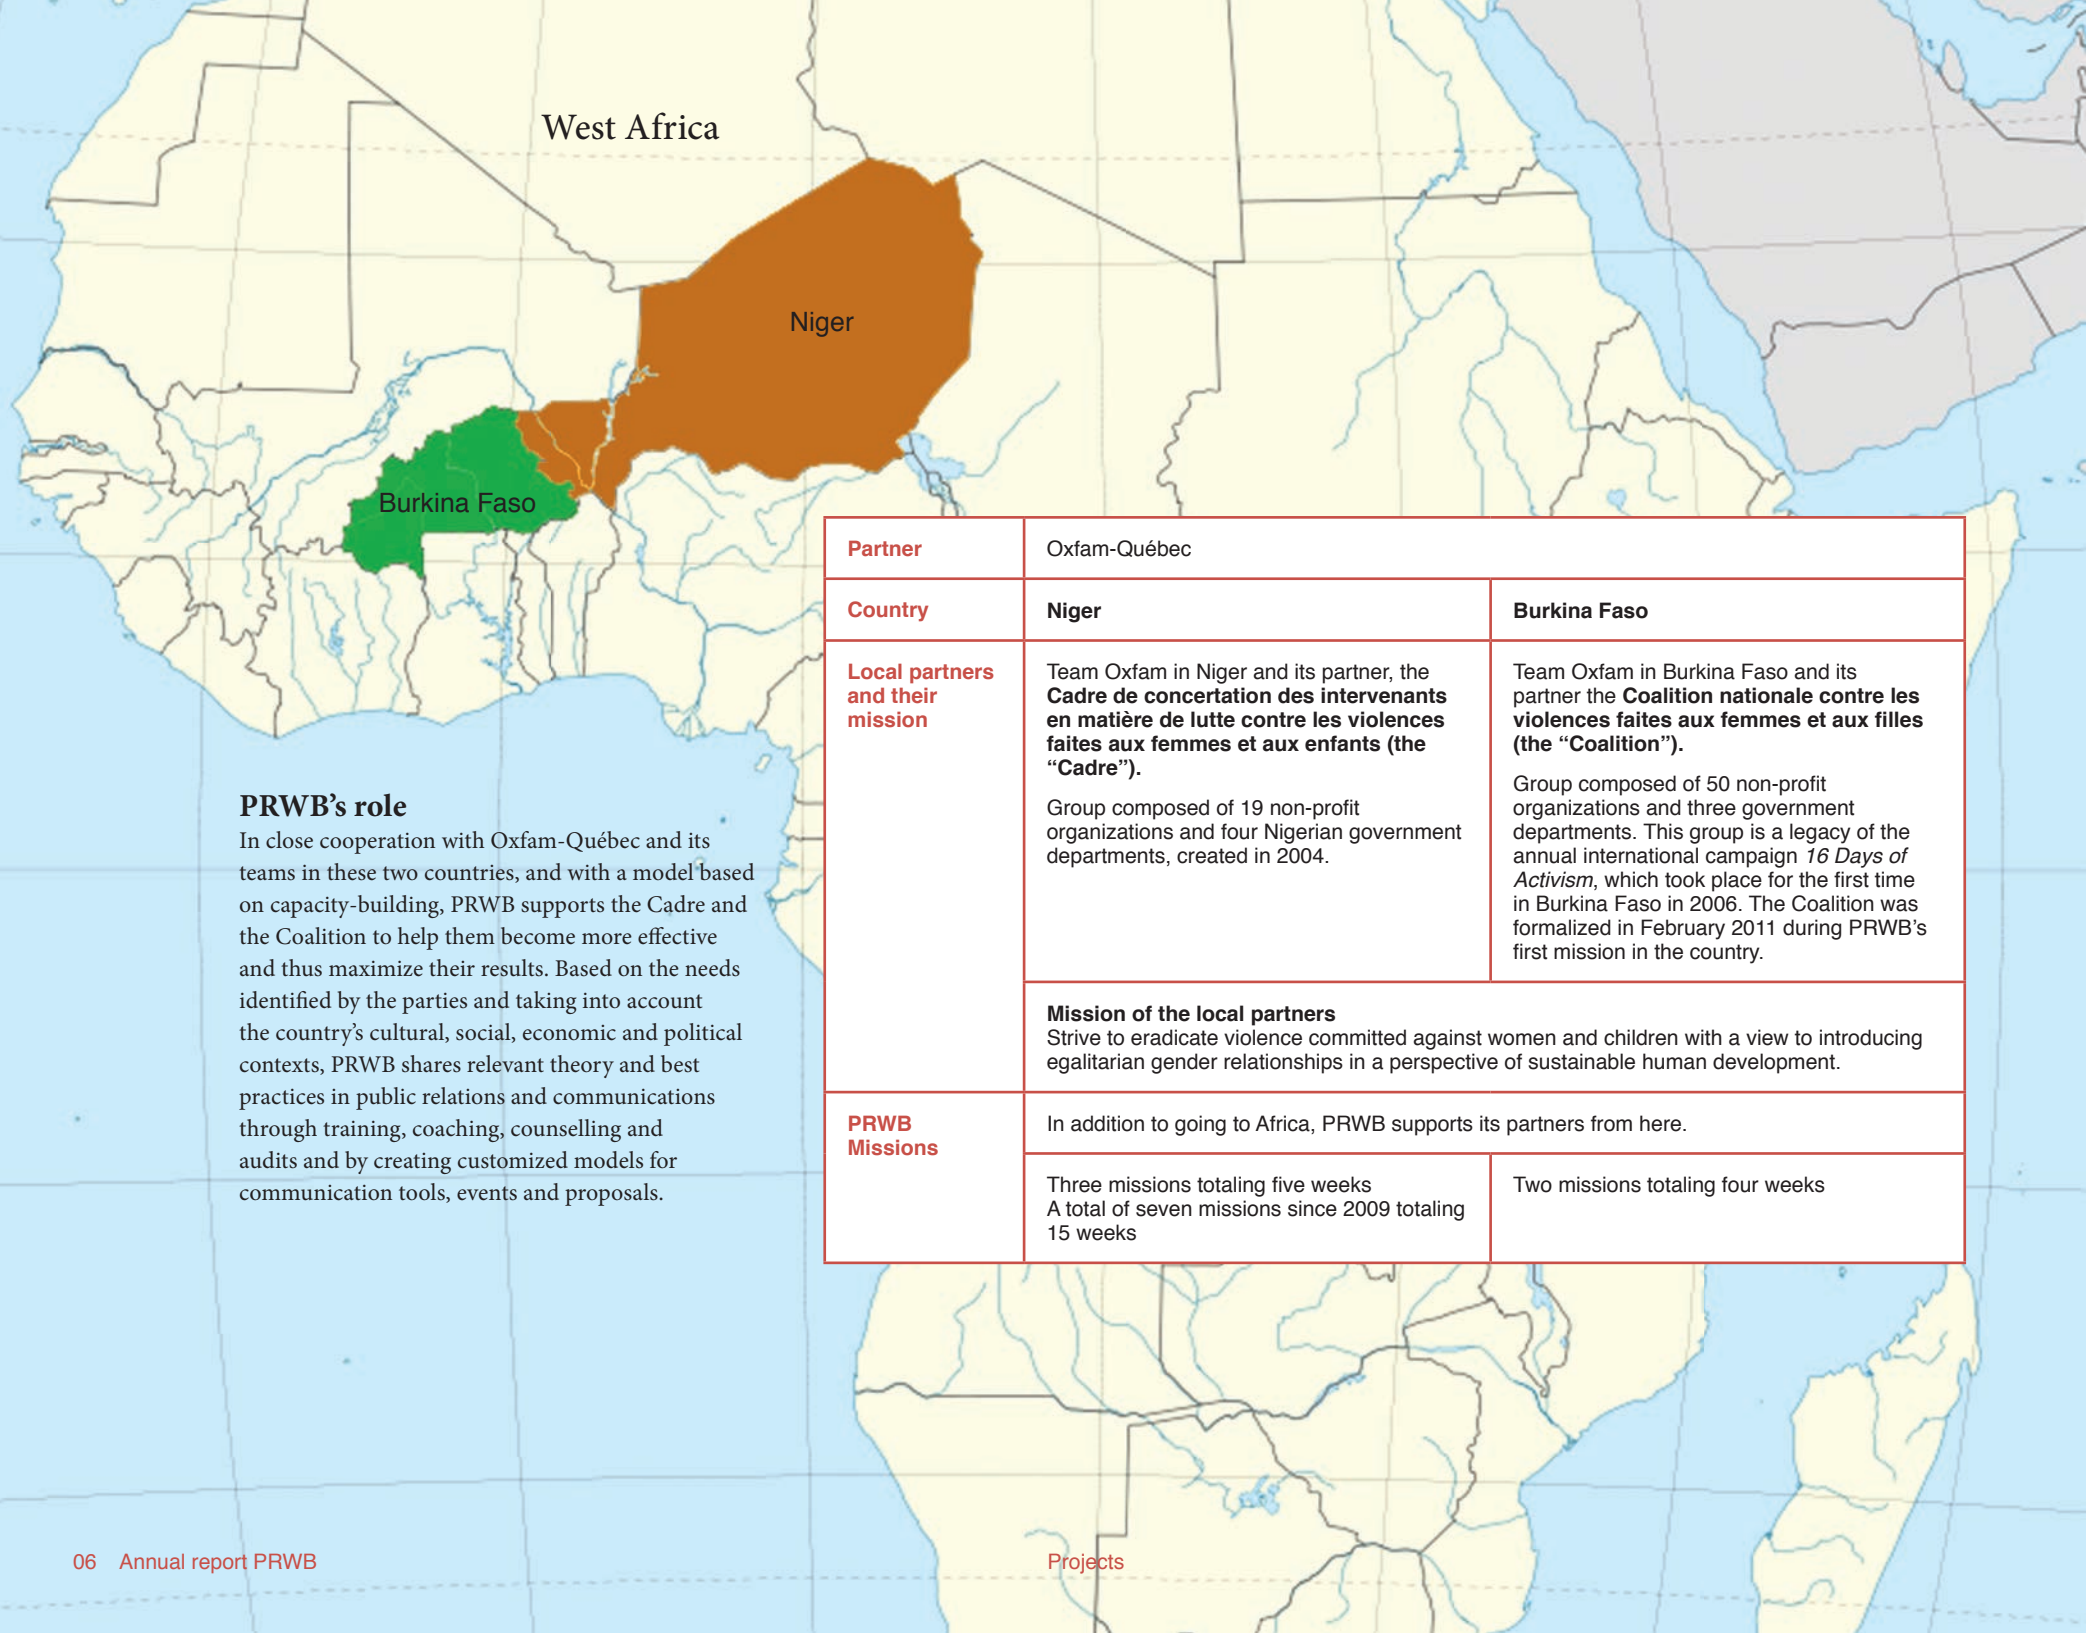 West Africa
Niger
Burkina Faso
PRWB’s role
In close cooperation with Oxfam-Québec and its
teams in these two countries, and with a model based
on capacity-building, PRWB supports the Cadre and
the Coalition to help them become more effective
and thus maximize their results. Based on the needs
identified by the parties and taking into account
the country’s cultural, social, economic and political
contexts, PRWB shares relevant theory and best
practices in public relations and communications
through training, coaching, counselling and
audits and by creating customized models for
communication tools, events and proposals.
Partner
Oxfam-Québec
Country
Niger
Burkina Faso
Local partners
and their
mission
Team Oxfam in Niger and its partner, the
Cadre de concertation des intervenants
en matière de lutte contre les violences
faites aux femmes et aux enfants (the
“Cadre”).
Group composed of 19 non-profit
organizations and four Nigerian government
departments, created in 2004.
Team Oxfam in Burkina Faso and its
partner the Coalition nationale contre les
violences faites aux femmes et aux filles
(the “Coalition”).
Group composed of 50 non-profit
organizations and three government
departments. This group is a legacy of the
annual international campaign 16 Days of
Activism, which took place for the first time
in Burkina Faso in 2006. The Coalition was
formalized in February 2011 during PRWB’s
first mission in the country.
Mission of the local partners
Strive to eradicate violence committed against women and children with a view to introducing
egalitarian gender relationships in a perspective of sustainable human development.
PRWB
Missions
In addition to going to Africa, PRWB supports its partners from here.
Three missions totaling five weeks
A total of seven missions since 2009 totaling
15 weeks
Two missions totaling four weeks
06 Annual report PRWB
Projects